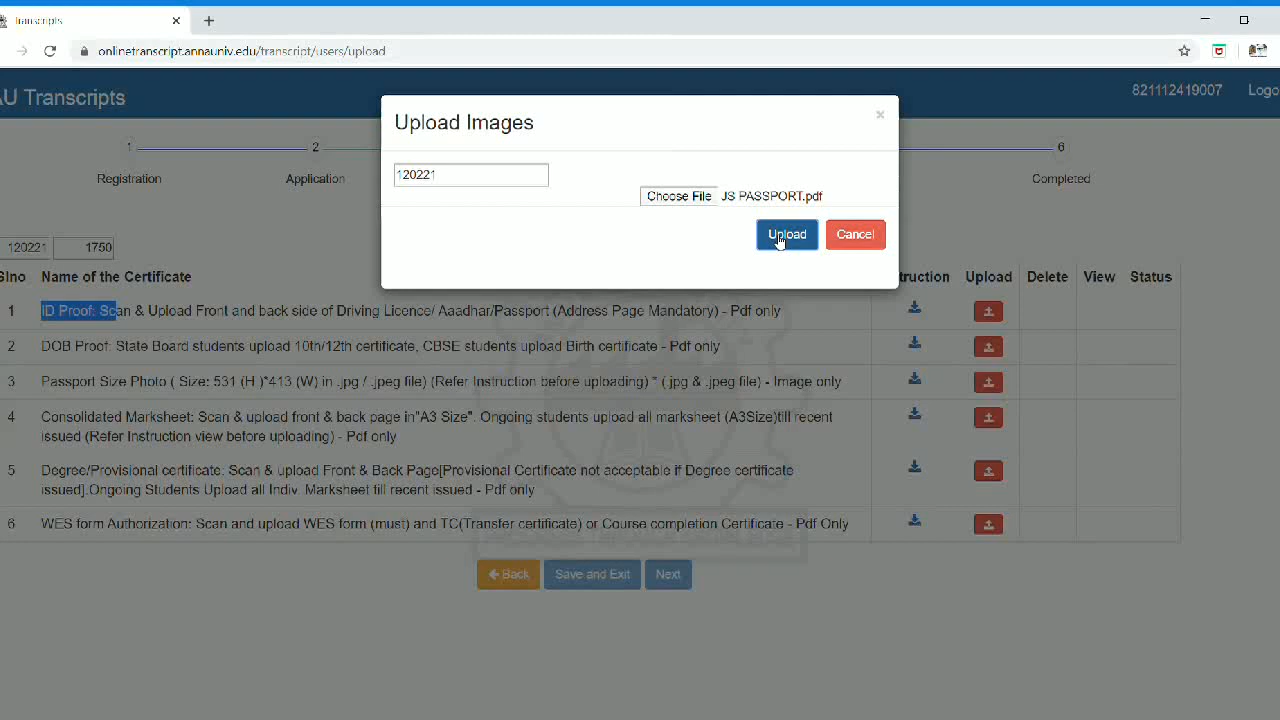 Transcripts
onlinetranscript.annauniv.edu/transcript/users/upload
AU Transcripts
821112419007
Logo
Upload Images
×
120221
Choose File
JS PASSPORT.pdf
Upload
Cancel
1
2
6
Registration
Application
Completed
120221
1750
Slno
Name of the Certificate
truction
Upload
Delete
View
Status
1
ID Proof: Scan & Upload Front and back side of Driving Licence/ Aaadhar/Passport (Address Page Mandatory) - Pdf only
2
DOB Proof: State Board students upload 10th/12th certificate, CBSE students upload Birth certificate - Pdf only
3
Passport Size Photo ( Size: 531 (H )*413 (W) in .jpg / .jpeg file) (Refer Instruction before uploading) " (.jpg & .jpeg file) - Image only
4
Consolidated Marksheet: Scan & upload front & back page in"A3 Size". Ongoing students upload all marksheet (A3Size)till recent
issued (Refer Instruction view before uploading) - Pdf only
5
Degree/Provisional certificate: Scan & upload Front & Back Page[Provisional Certificate not acceptable if Degree certificate
issued].Ongoing Students Upload all Indiv. Marksheet till recent issued - Pdf only
6
WES form Authorization: Scan and upload WES form (must) and TC(Transfer certificate) or Course completion Certificate - Pdf Only
Back
Save and Exit
Next